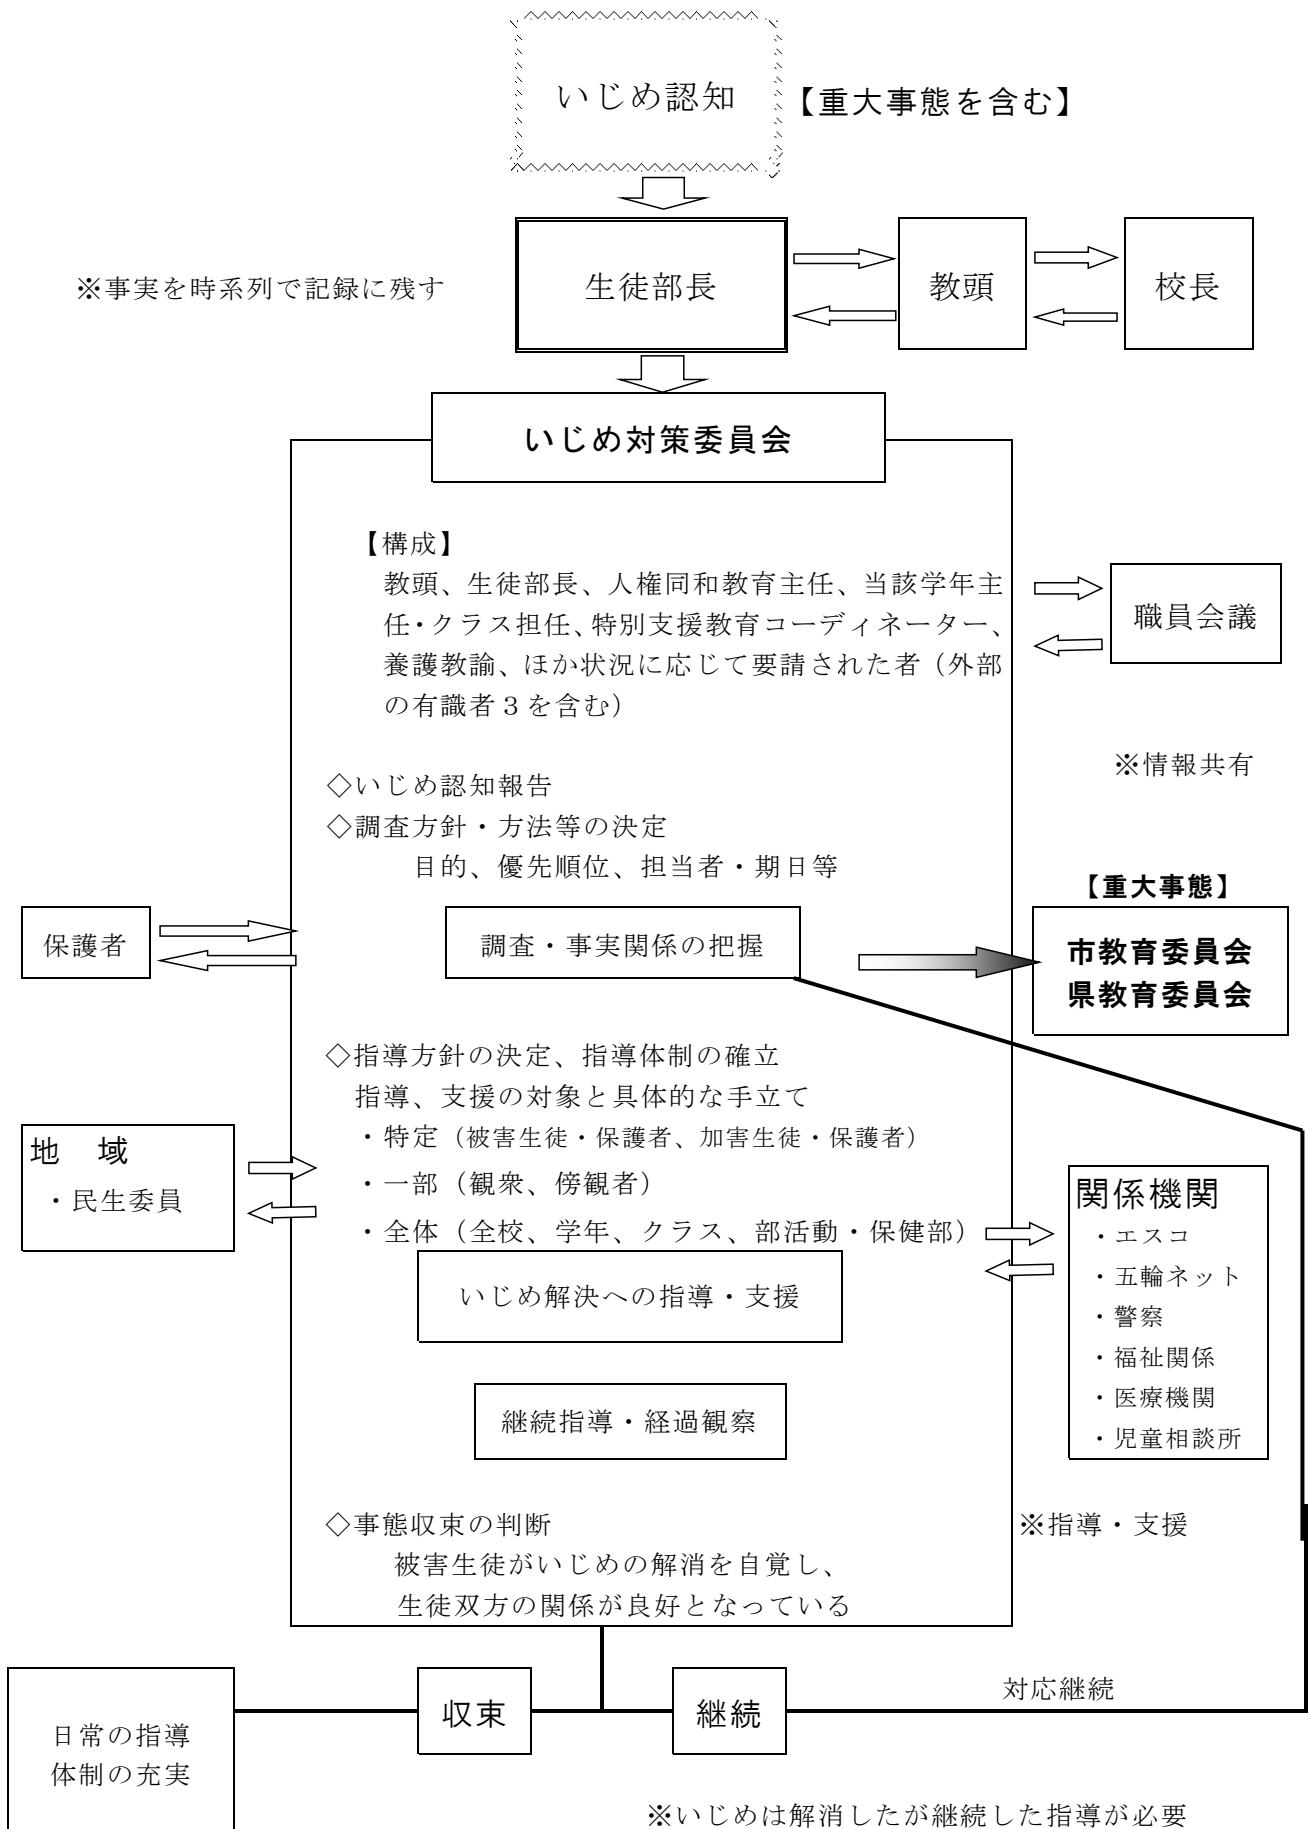 いじめ認知
【重大事態を含む】
※事実を時系列で記録に残す
生徒部長
教頭
校長
いじめ対策委員会
【構成】
教頭、生徒部長、人権同和教育主任、当該学年主
任・クラス担任、特別支援教育コーディネーター、
養護教諭、ほか状況に応じて要請された者（外部
の有識者３を含む）
職員会議
※情報共有
◇いじめ認知報告
◇調査方針・方法等の決定
目的、優先順位、担当者・期日等
保護者
調査・事実関係の把握
【重大事態】
市教育委員会
県教育委員会
◇指導方針の決定、指導体制の確立
指導、支援の対象と具体的な手立て
・特定（被害生徒・保護者、加害生徒・保護者）
・一部（観衆、傍観者）
・全体（全校、学年、クラス、部活動・保健部）
地　域
・民生委員
関係機関
・エスコ
・五輪ネット
・警察
・福祉関係
・医療機関
・児童相談所
いじめ解決への指導・支援
継続指導・経過観察
◇事態収束の判断
被害生徒がいじめの解消を自覚し、
生徒双方の関係が良好となっている
※指導・支援
日常の指導
体制の充実
収束
継続
対応継続
※いじめは解消したが継続した指導が必要